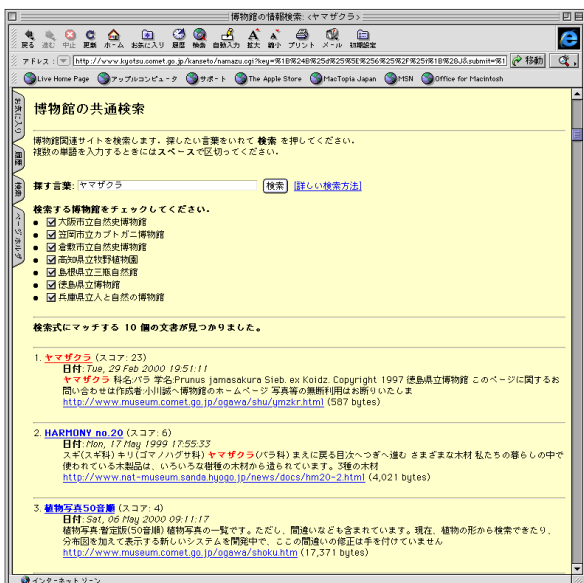 博物館の情報検索: <ヤマザクラ>
戻る 進む 中止 更新 ホーム お気に入り 履歴 検索 自動入力 拡大 縮小 プリント メール 初期設定
アドレス: http://www.kyotsu.comet.go.jp/kanseto/namazu.cgi?key= 移動
Live Home Page アップルコンピュータ サポート The Apple Store MacTopia Japan MSN Office for Macintosh
お気に入り
履歴
検索
ページホルダ
博物館の共通検索
博物館関連サイトを検索します。探したい言葉をいれて 検索 を押してください。
複数の単語を入力するときにはスペースで区切ってください。
探す言葉: ヤマザクラ 検索 [詳しい検索方法]
検索する博物館をチェックしてください.
大阪市立自然史博物館
笠岡市立カブトガニ博物館
倉敷市立自然史博物館
高知県立牧野植物園
島根県立三瓶自然館
徳島県立博物館
兵庫県立人と自然の博物館
検索式にマッチする 10 個の文書が見つかりました。
1. ヤマザクラ (スコア: 23)
日付: Tue, 29 Feb 2000 19:51:11
ヤマザクラ 科名:バラ 学名:Prunus jamasakura Sieb. ex Koidz. Copyright 1997 徳島県立博物館 このページに関するお
問い合わせは作成者:小川誠へ博物館のホームページ 写真等の無断利用はお断りいたしま
http://www.museum.comet.go.jp/ogawa/shu/ymzkr.html (587 bytes)
2. HARMONY no.20 (スコア: 6)
日付: Mon, 17 May 1999 17:55:33
スギ(スギ科) キリ(ゴマノハグサ科) ヤマザクラ(バラ科) まえに戻る目次へつぎへ進む さまざまな木材 私たちの暮らしの中で
使われている木製品は、いろいろな樹種の木材から造られています。3種の木材
http://www.nat-museum.sanda.hyogo.jp/news/docs/hm20-2.html (4,021 bytes)
3. 植物写真50音順 (スコア: 4)
日付: Sat, 06 May 2000 09:11:17
植物写真:暫定版(50音順) 植物写真の一覧です。ただし、間違いなども含まれています。現在、植物の形から検索できたり、
分布図を加えて表示する新しいシステムを開発中で、ここの間違いの修正は手を付けていません
http://www.museum.comet.go.jp/ogawa/shoku.htm (17,371 bytes)
インターネット ゾーン